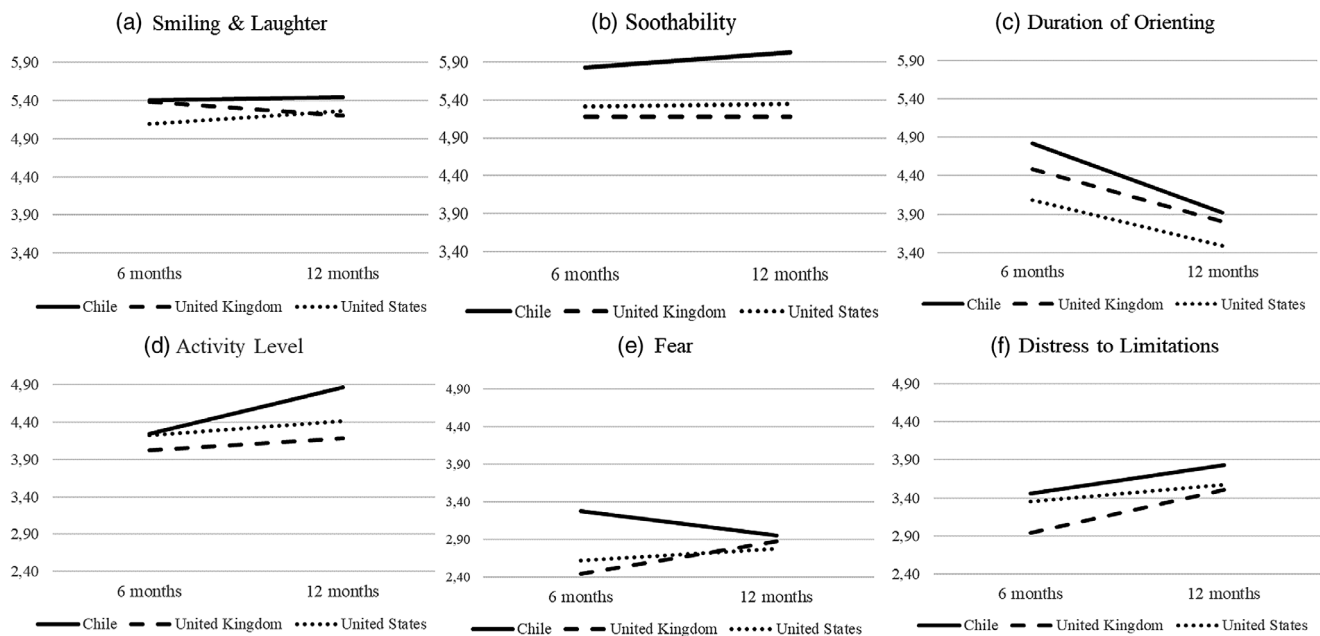 (a) Smiling & Laughter
5,90
5,40
4,90
4,40
3,90
3,40
6 months 12 months
Chile United Kingdom United States
(b) Soothability
5,90
5,40
4,90
4,40
3,90
3,40
6 months 12 months
Chile United Kingdom United States
(c) Duration of Orienting
5,90
5,40
4,90
4,40
3,90
3,40
6 months 12 months
Chile United Kingdom United States
(d) Activity Level
4,90
4,40
3,90
3,40
2,90
2,40
6 months 12 months
Chile United Kingdom United States
(e) Fear
4,90
4,40
3,90
3,40
2,90
2,40
6 months 12 months
Chile United Kingdom United States
(f) Distress to Limitations
4,90
4,40
3,90
3,40
2,90
2,40
6 months 12 months
Chile United Kingdom United States